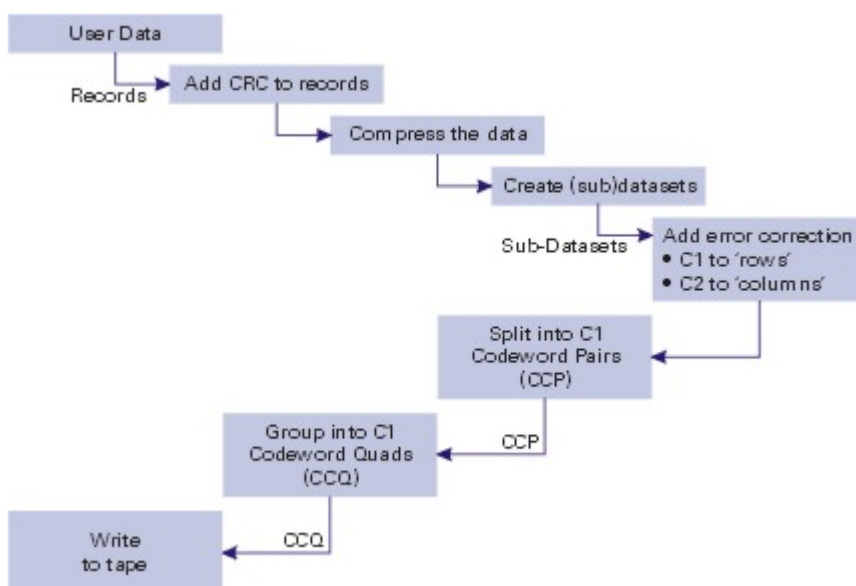 User Data
Records
Add CRC to records
Compress the data
Create (sub)datasets
Sub-Datasets
Add error correction
• C1 to ‘rows’
• C2 to ‘columns’
Split into C1
Codeword Pairs
(CCP)
CCP
Group into C1
Codeword Quads
(CCQ)
CCQ
Write
to tape